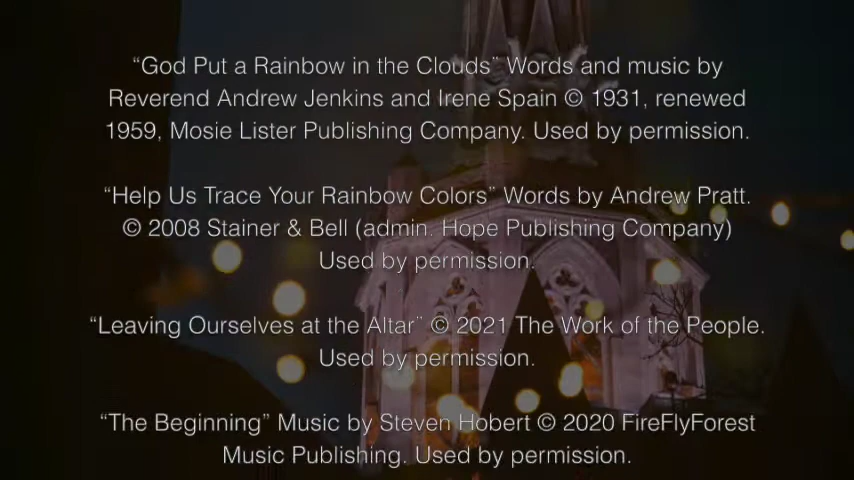 “God Put a Rainbow in the Clouds” Words and music by
Reverend Andrew Jenkins and Irene Spain © 1931, renewed
1959, Mosie Lister Publishing Company. Used by permission.
“Help Us Trace Your Rainbow Colors” Words by Andrew Pratt.
© 2008 Stainer & Bell (admin. Hope Publishing Company)
Used by permission.
“Leaving Ourselves at the Altar” © 2021 The Work of the People.
Used by permission.
“The Beginning” Music by Steven Hobert © 2020 FireFlyForest
Music Publishing. Used by permission.